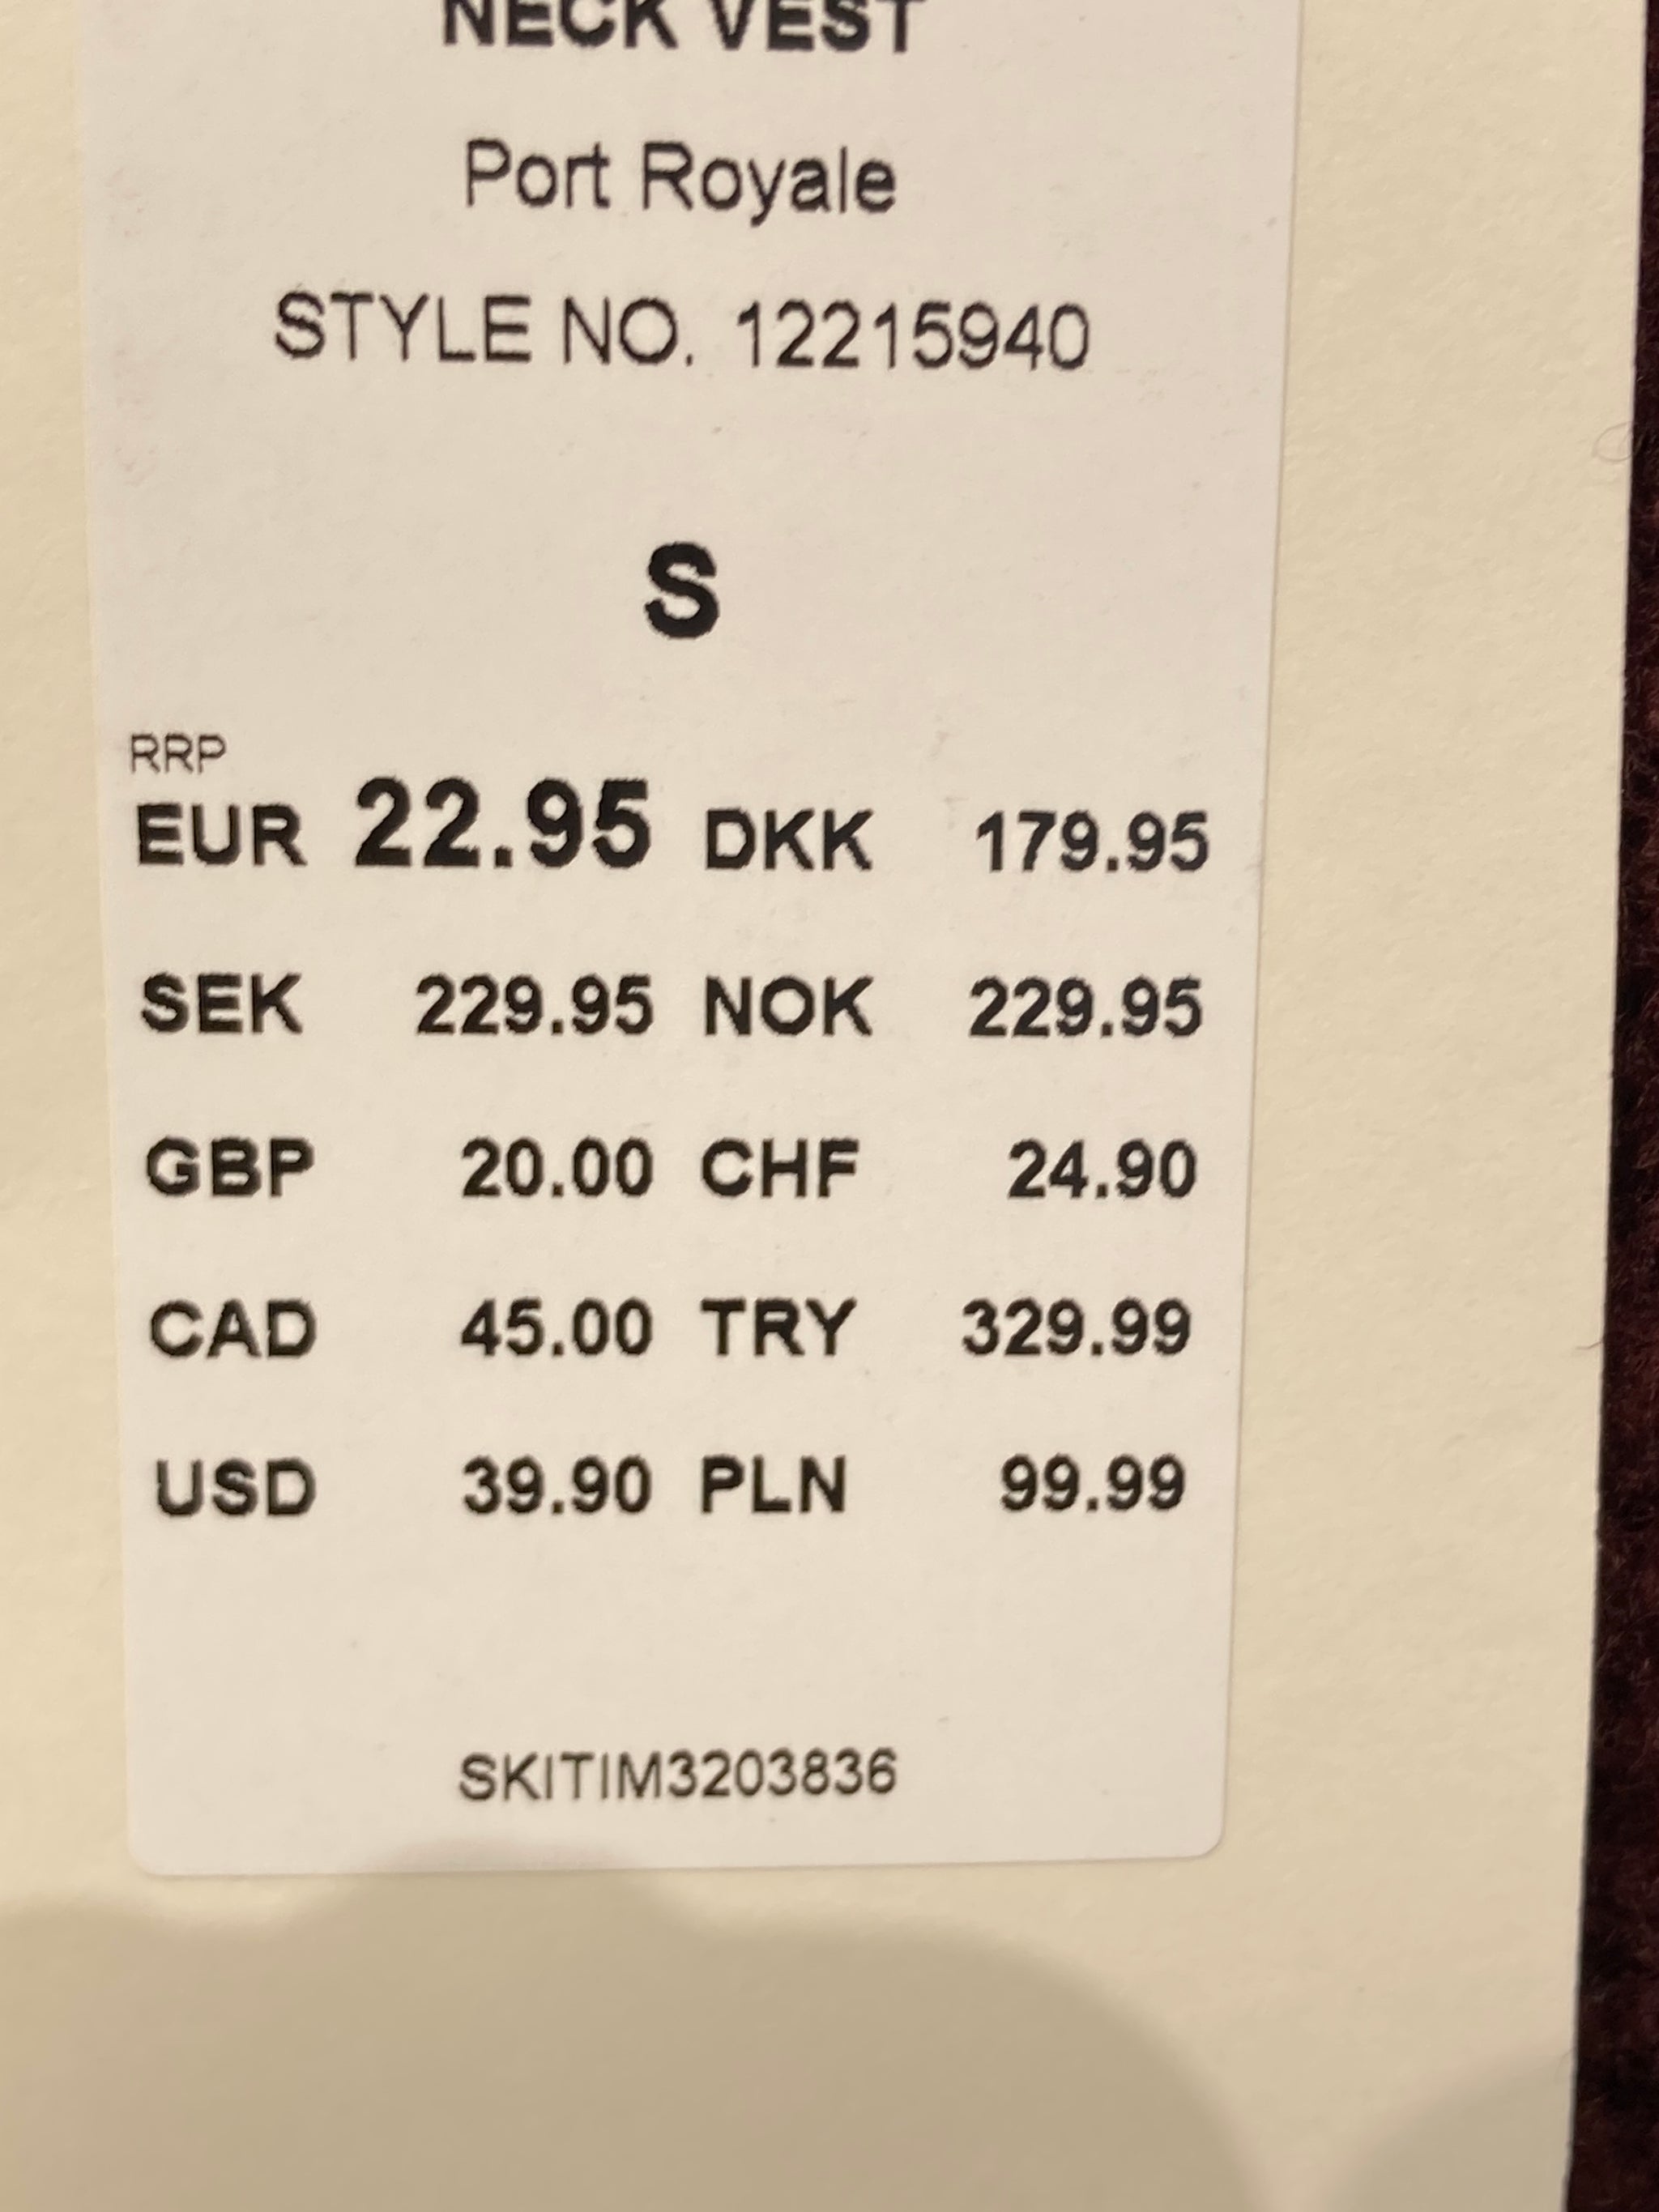 NECK VEST
Port Royale
STYLE NO. 12215940
S
RRP
EUR 22.95 DKK 179.95
SEK 229.95 NOK 229.95
GBP 20.00 CHF 24.90
CAD 45.00 TRY 329.99
USD 39.90 PLN 99.99
SKITIM3203836